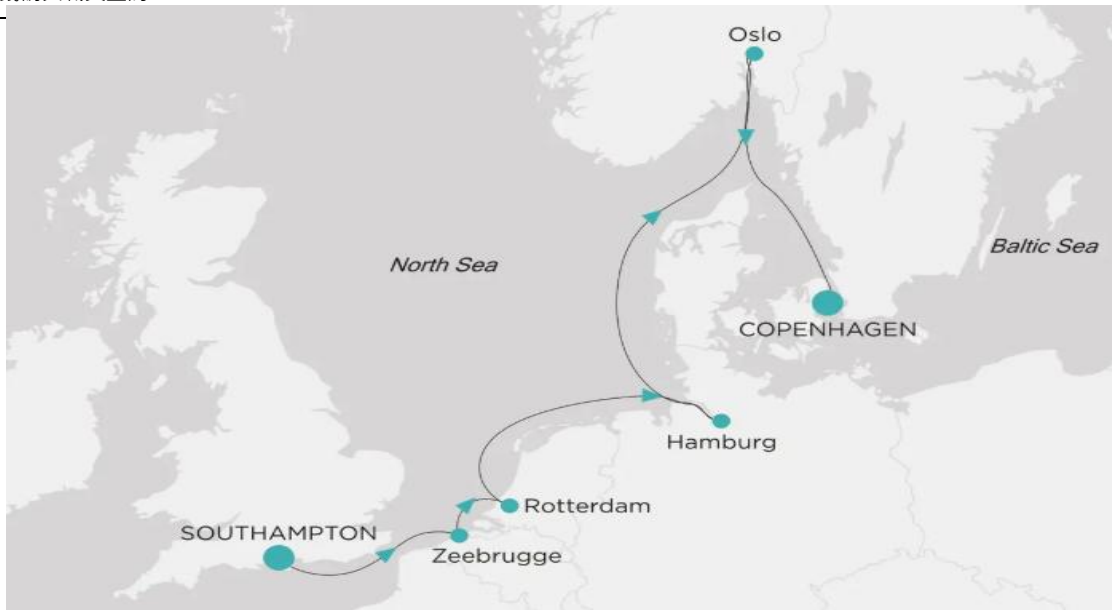 Oslo
North Sea
Baltic Sea
COPENHAGEN
Hamburg
Rotterdam
SOUTHAMPTON
Zeebrugge